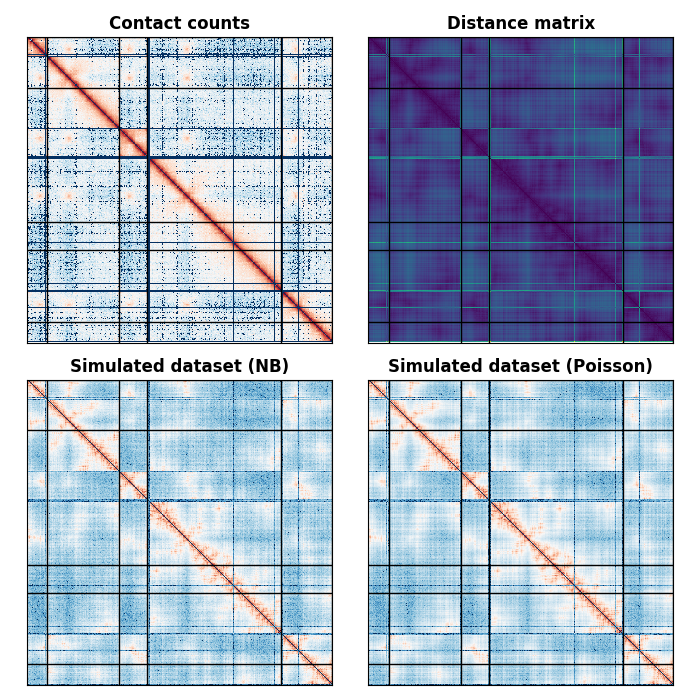 Contact counts
Distance matrix
Simulated dataset (NB)
Simulated dataset (Poisson)